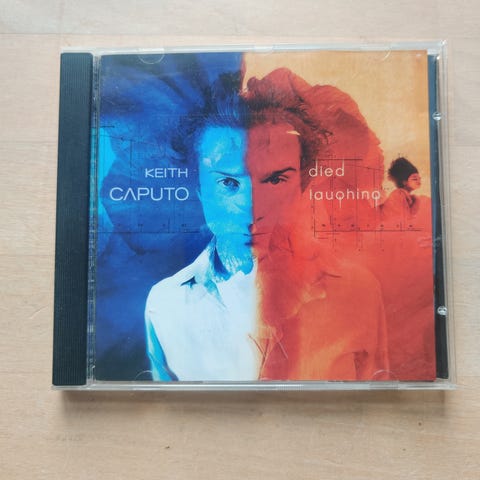 KEITH
CAPUTO
died
laughing